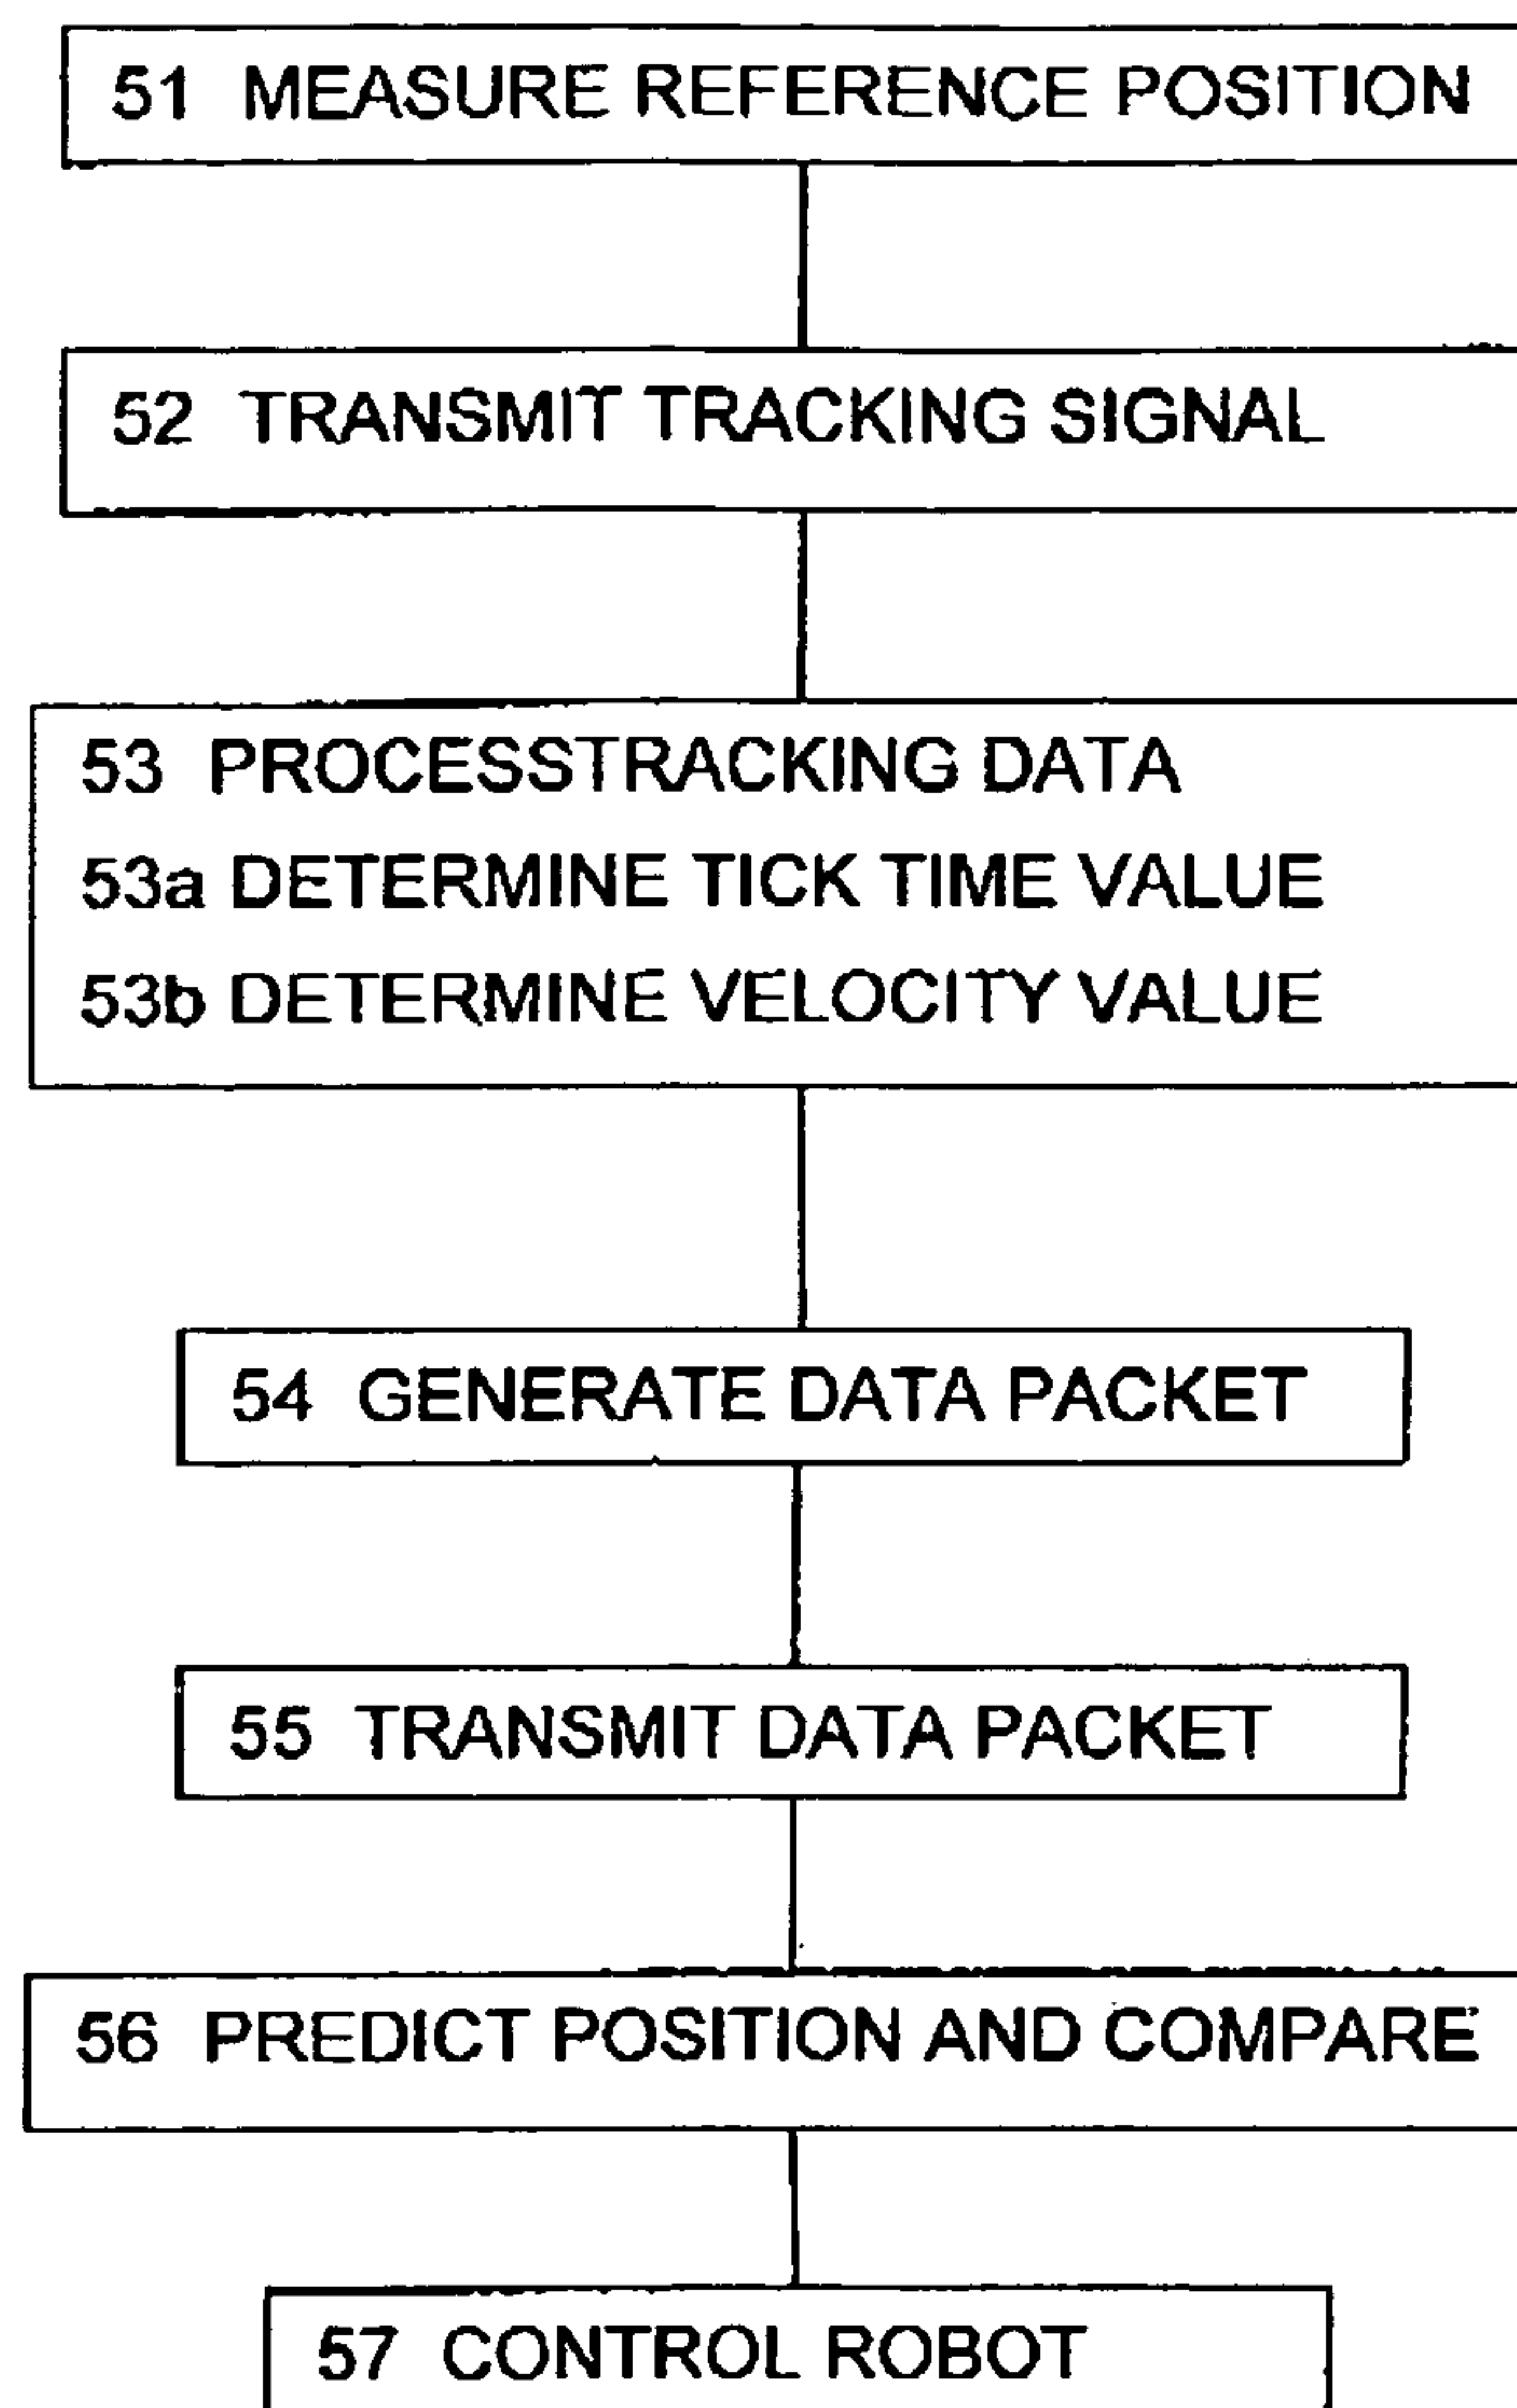 51 MEASURE REFERENCE POSITION
52 TRANSMIT TRACKING SIGNAL
53 PROCESSTRACKING DATA
53a DETERMINE TICK TIME VALUE
53b DETERMINE VELOCITY VALUE
54 GENERATE DATA PACKET
55 TRANSMIT DATA PACKET
56 PREDICT POSITION AND COMPARE
57 CONTROL ROBOT